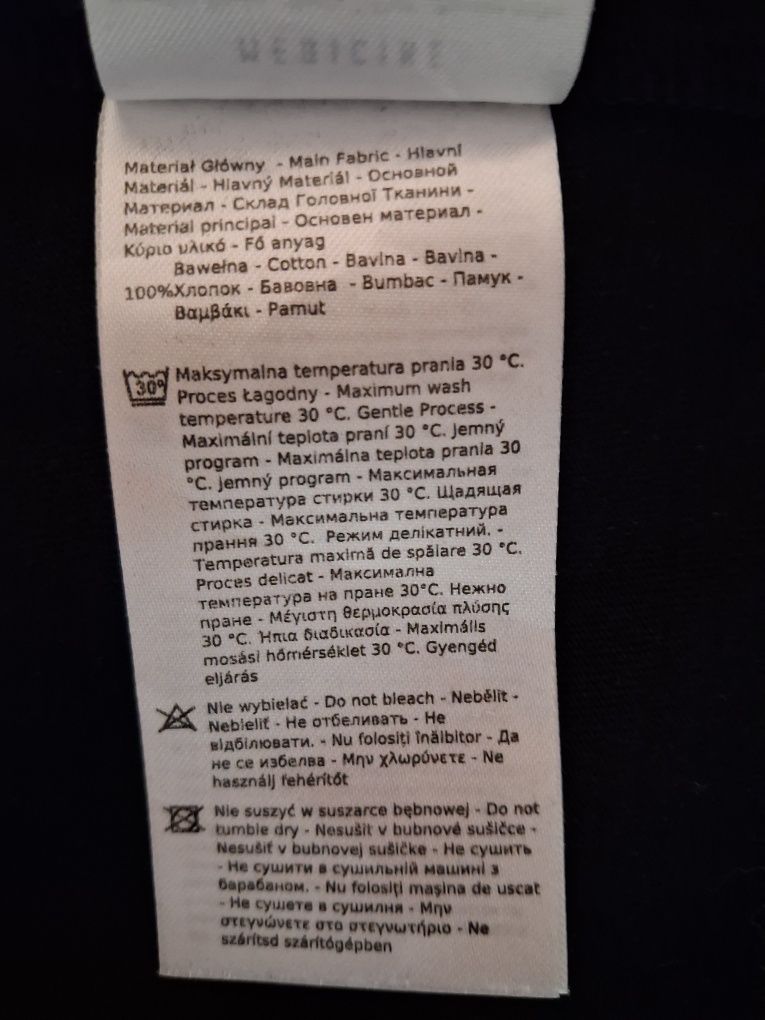 MEDICINE
Materiał Główny - Main Fabric - Hlavní
Materiál - Hlavný Materiál - Основной
Материал - Склад Головної Тканини -
Material principal - Основен материал -
Κύριο υλικό - Fő anyag
Bawełna - Cotton - Bavlna - Bavlna -
100%Хлопок - Бавовна - Bumbac - Памук -
Βαμβάκι - Pamut
30° Maksymalna temperatura prania 30 °C.
Proces Łagodny - Maximum wash
temperature 30 °C. Gentle Process -
Maximální teplota praní 30 °C. Jemný
program - Maximálna teplota prania 30
°C. Jemný program - Максимальная
температура стирки 30 °C. Щадящая
стирка - Максимальна температура
прання 30 °C. Режим делікатний. -
Temperatura maximă de spălare 30 °C.
Proces delicat - Максимална
температура на пране 30°C. Нежно
пране - Μέγιστη θερμοκρασία πλύσης
30 °C. Ήπια διαδικασία - Maximális
mosási hőmérséklet 30 °C. Gyengéd
eljárás
Nie wybielać - Do not bleach - Nebělit -
Nebieliť - Не отбеливать - Не
відбілювати. - Nu folosiți înălbitor - Да
не се избелва - Μην χλωρύνετε - Ne
használj fehérítőt
Nie suszyć w suszarce bębnowej - Do not
tumble dry - Nesušit v bubnové sušičce -
Nesušiť v bubnovej sušičke - Не сушить
- Не сушити в сушильній машині з
барабаном. - Nu folosiți mașina de uscat
- Не сушете в сушилня - Μην
στεγνώνετε στο στεγνωτήριο - Ne
szárítsd szárítógépben